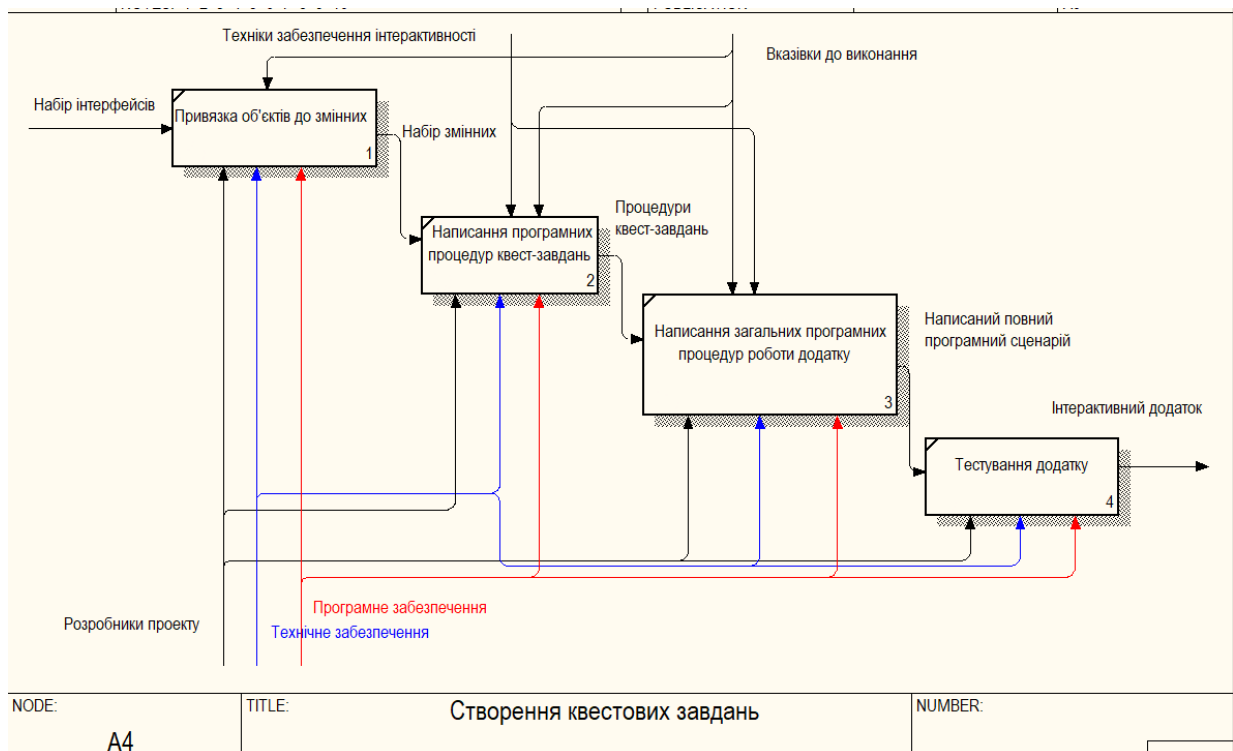 Техніки забезпечення інтерактивності
Вказівки до виконання
Набір інтерфейсів
Привязка об'єктів до змінних
1
Набір змінних
Написання програмних
процедур квест-завдань
2
Процедури
квест-завдань
Написання загальних програмних
процедур роботи додатку
3
Написаний повний
програмний сценарій
Інтерактивний додаток
Тестування додатку
4
Програмне забезпечення
Розробники проекту
Технічне забезпечення
NODE:
A4
TITLE:
Створення квестових завдань
NUMBER: